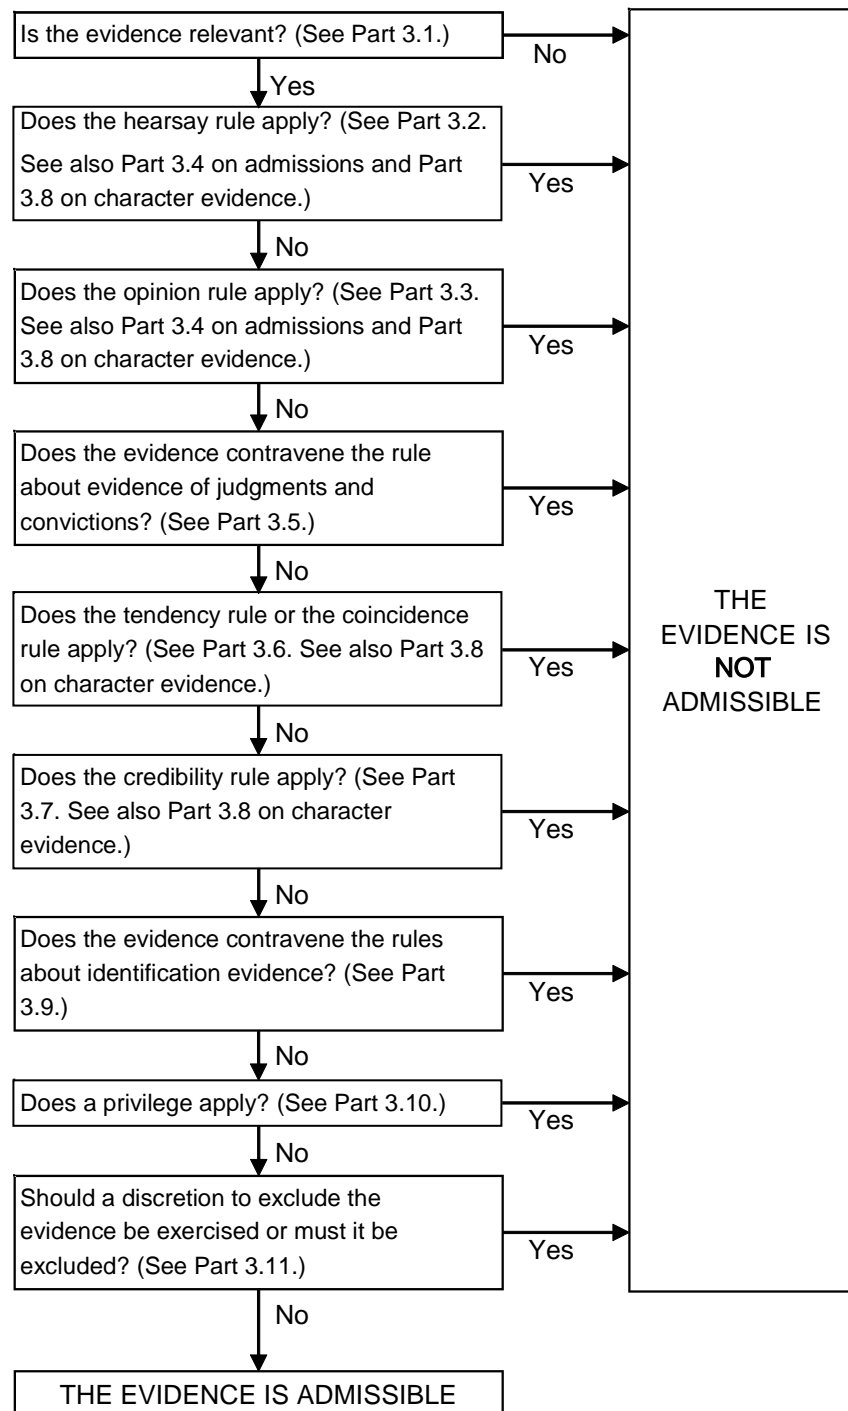 Is the evidence relevant? (See Part 3.1.)
No
Yes
Does the hearsay rule apply? (See Part 3.2.
See also Part 3.4 on admissions and Part
3.8 on character evidence.)
Yes
No
Does the opinion rule apply? (See Part 3.3.
See also Part 3.4 on admissions and Part
3.8 on character evidence.)
Yes
No
Does the evidence contravene the rule
about evidence of judgments and
convictions? (See Part 3.5.)
Yes
No
Does the tendency rule or the coincidence
rule apply? (See Part 3.6. See also Part 3.8
on character evidence.)
Yes
No
Does the credibility rule apply? (See Part
3.7. See also Part 3.8 on character
evidence.)
Yes
No
Does the evidence contravene the rules
about identification evidence? (See Part
3.9.)
Yes
No
Does a privilege apply? (See Part 3.10.)
Yes
No
Should a discretion to exclude the
evidence be exercised or must it be
excluded? (See Part 3.11.)
Yes
No
THE EVIDENCE IS ADMISSIBLE
THE
EVIDENCE IS
NOT
ADMISSIBLE